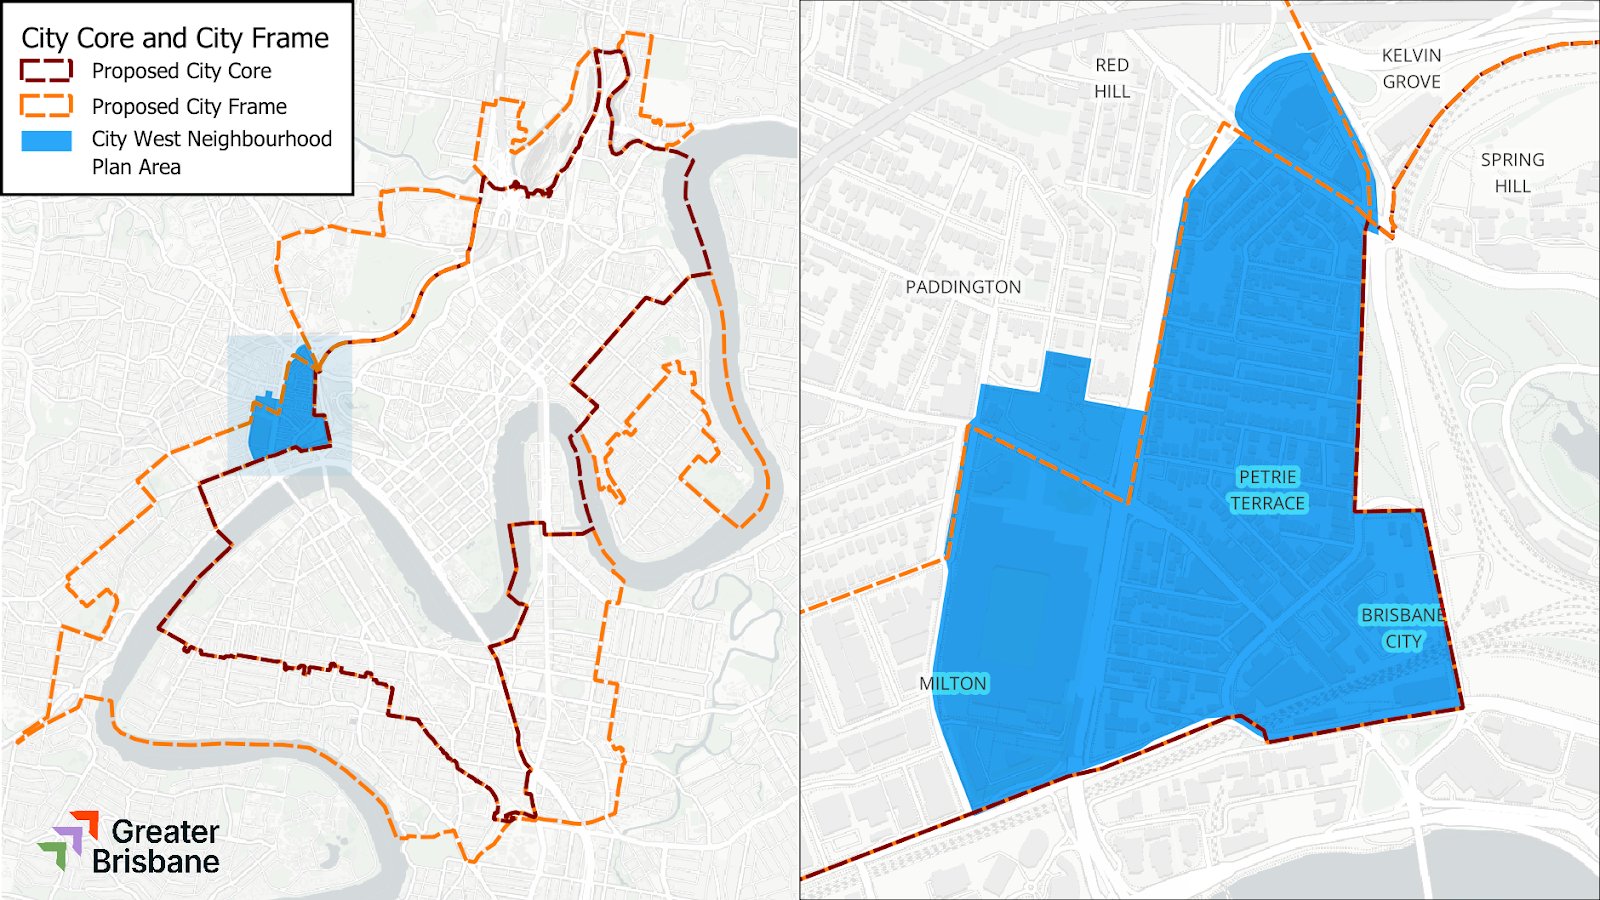 City Core and City Frame
Proposed City Core
Proposed City Frame
City West Neighbourhood
Plan Area
Greater
Brisbane
RED
HILL
KELVIN
GROVE
SPRING
HILL
PADDINGTON
PETRIE
TERRACE
BRISBANE
CITY
MILTON